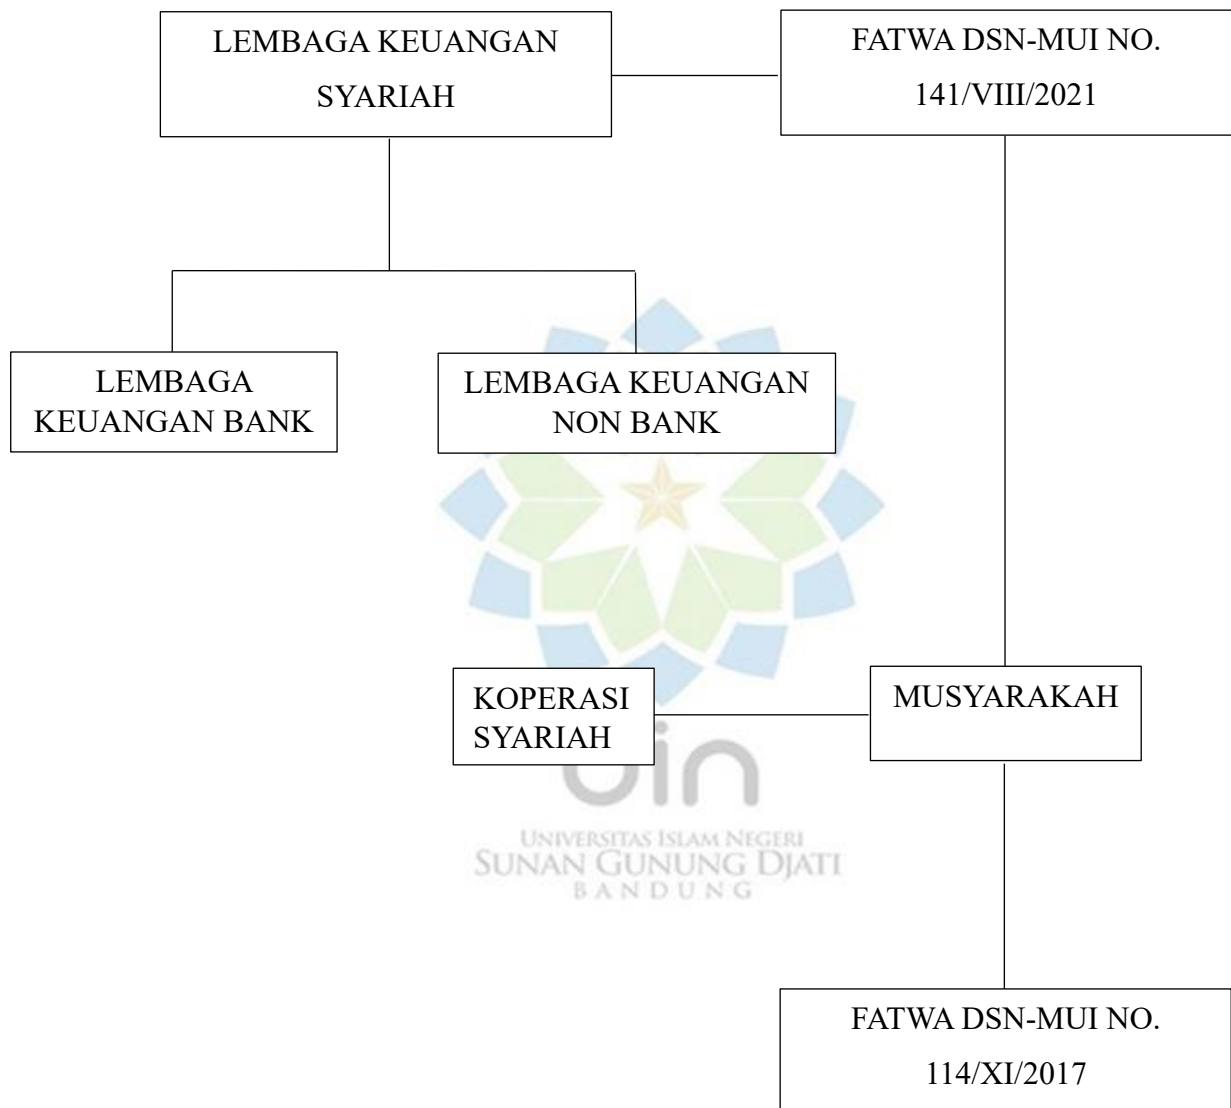 LEMBAGA KEUANGAN
SYARIAH
FATWA DSN-MUI NO.
141/VIII/2021
LEMBAGA
KEUANGAN BANK
LEMBAGA KEUANGAN
NON BANK
KOPERASI
SYARIAH
MUSYARAKAH
uin
UNIVERSITAS ISLAM NEGERI
SUNAN GUNUNG DJATI
BANDUNG
FATWA DSN-MUI NO.
114/XI/2017